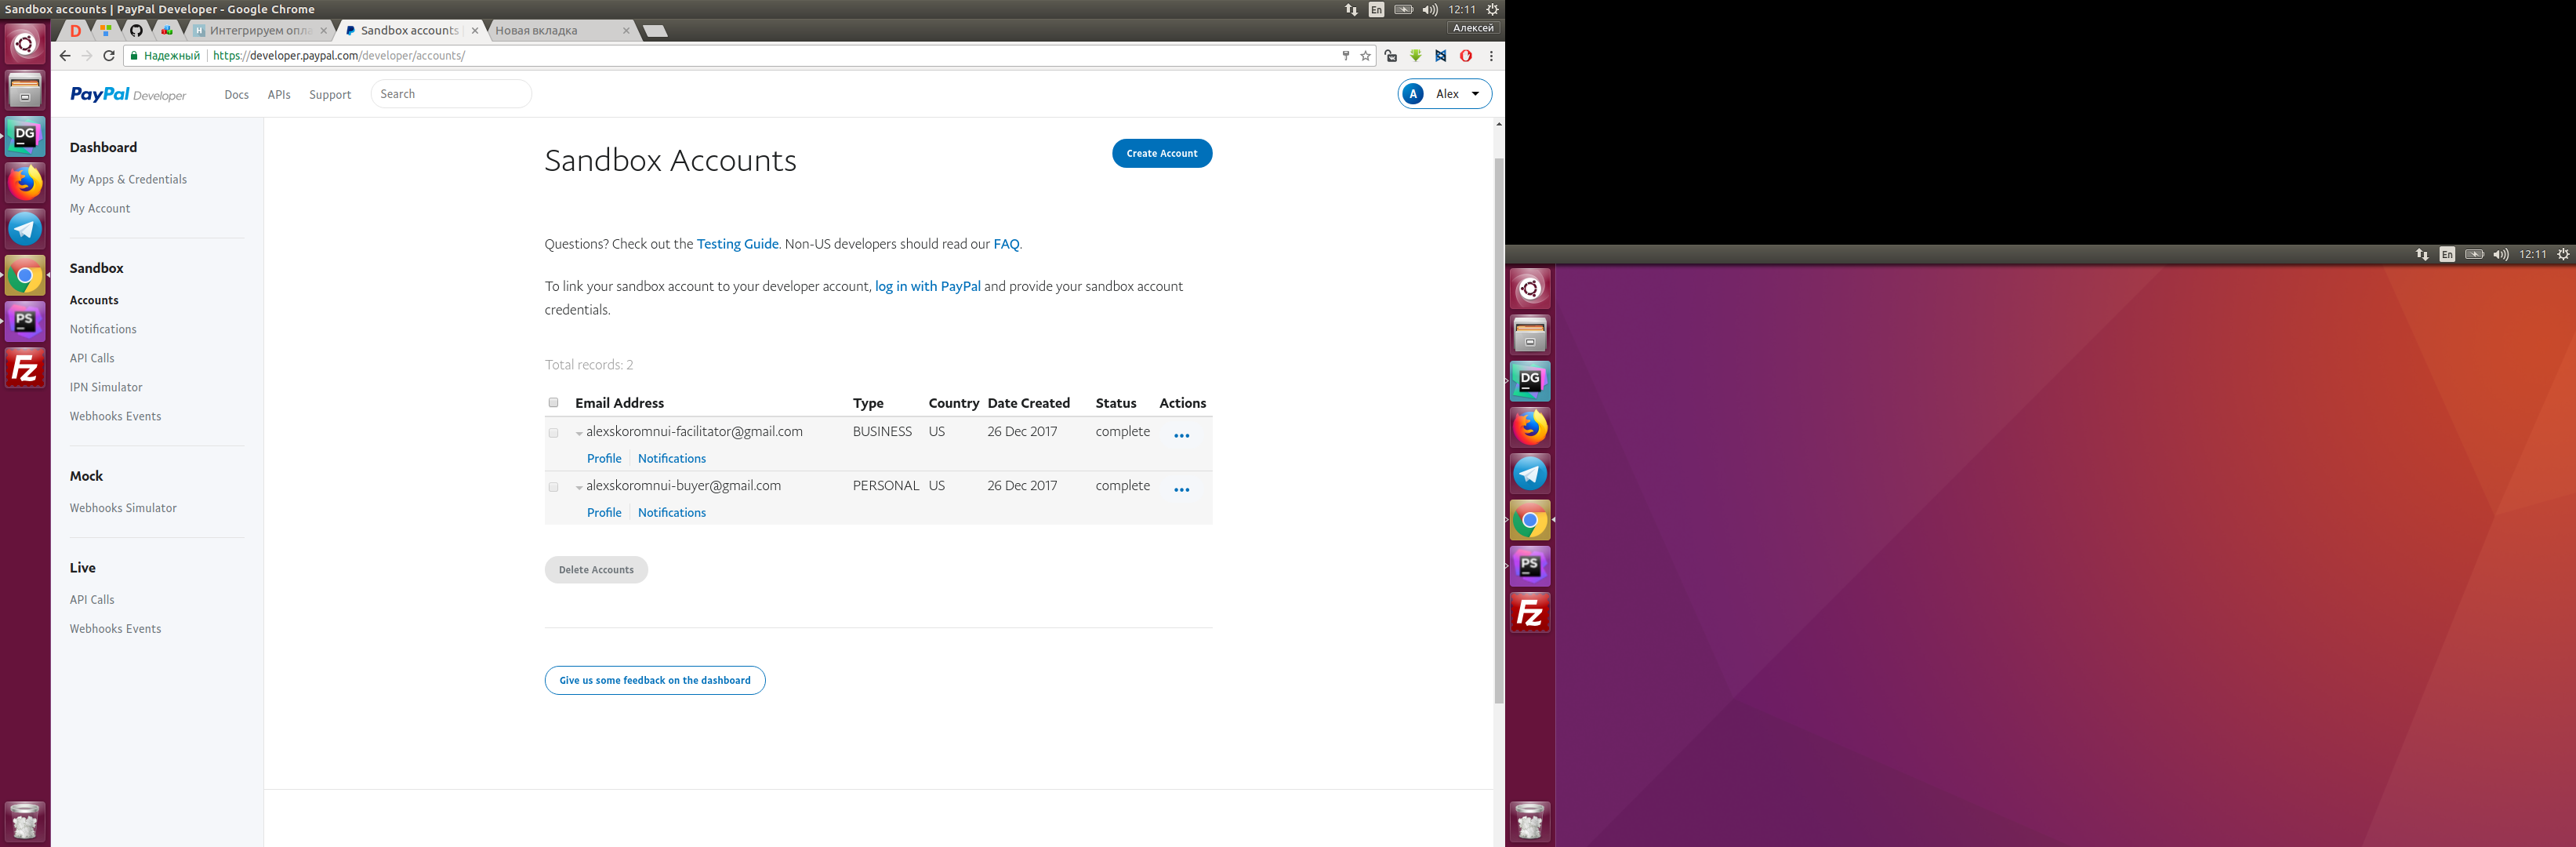 Sandbox accounts | PayPal Developer - Google Chrome
En
12:11
Интегрируем опла
Sandbox accounts
Новая вкладка
Алексей
Надежный
https://developer.paypal.com/developer/accounts/
PayPal Developer
Docs
APIs
Support
Search
A
Alex
Dashboard
My Apps & Credentials
My Account
Sandbox
Accounts
Notifications
API Calls
IPN Simulator
Webhooks Events
Mock
Webhooks Simulator
Live
API Calls
Webhooks Events
Sandbox Accounts
Create Account
Questions? Check out the Testing Guide. Non-US developers should read our FAQ.
To link your sandbox account to your developer account, log in with PayPal and provide your sandbox account
credentials.
Total records: 2
Email Address Type Country Date Created Status Actions
alexskoromnui-facilitator@gmail.com BUSINESS US 26 Dec 2017 complete
Profile Notifications
alexskoromnui-buyer@gmail.com PERSONAL US 26 Dec 2017 complete
Profile Notifications
Delete Accounts
Give us some feedback on the dashboard
DG
PS
Fz
En
12:11
DG
PS
Fz